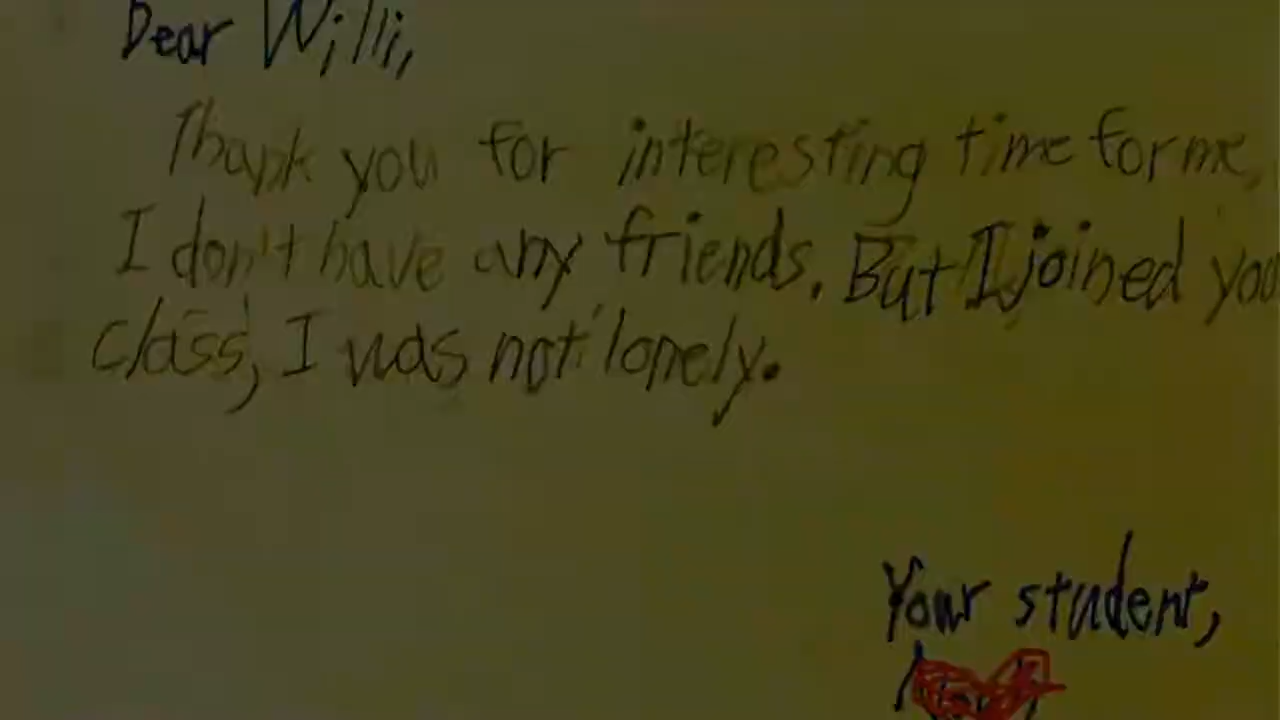 Dear Willi,
Thank you for interesting time for me,
I don't have any friends. But I joined you
class, I was not lonely.
Your student,